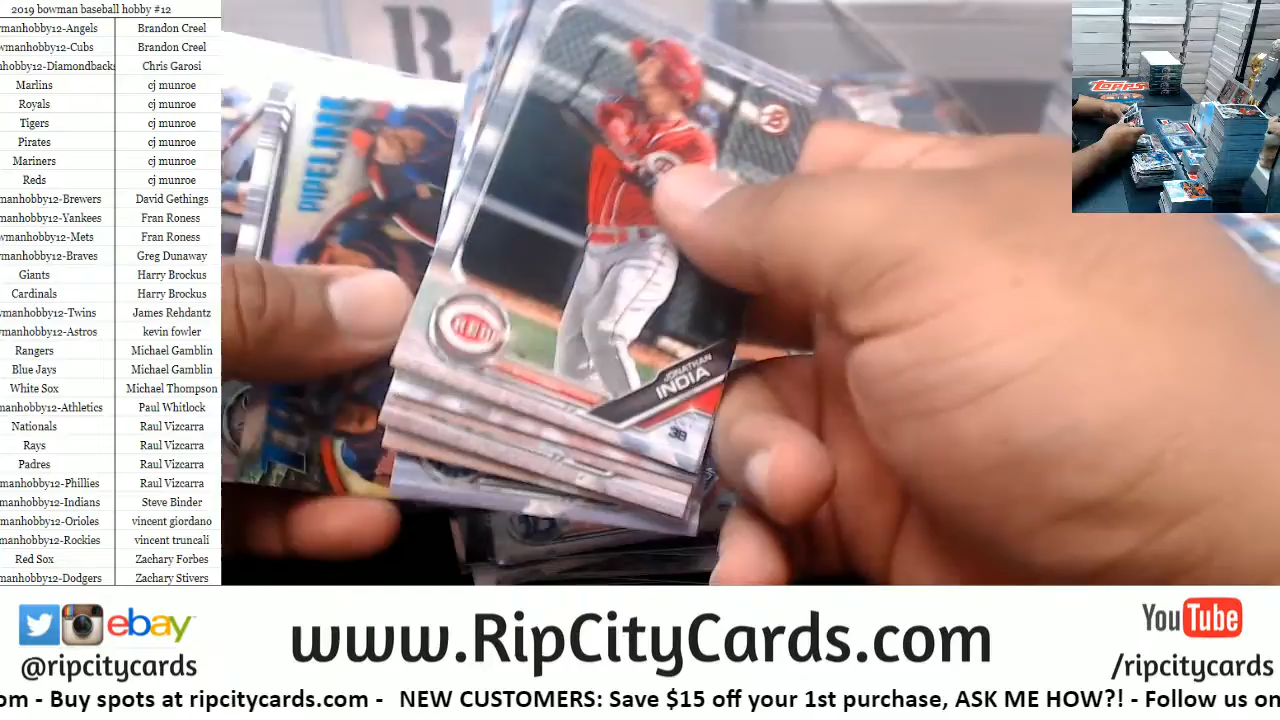 2019 bowman baseball hobby #12
wmanhobby12-Angels Brandon Creel
wmanhobby12-Cubs Brandon Creel
hobby12-Diamondbacks Chris Garosi
Marlins cj munroe
Royals cj munroe
Tigers cj munroe
Pirates cj munroe
Mariners cj munroe
Reds cj munroe
manhobby12-Brewers David Gethings
manhobby12-Yankees Fran Roness
wmanhobby12-Mets Fran Roness
wmanhobby12-Braves Greg Dunaway
Giants Harry Brockus
Cardinals Harry Brockus
wmanhobby12-Twins James Rehdantz
wmanhobby12-Astros kevin fowler
Rangers Michael Gamblin
Blue Jays Michael Gamblin
White Sox Michael Thompson
manhobby12-Athletics Paul Whitlock
Nationals Raul Vizcarra
Rays Raul Vizcarra
Padres Raul Vizcarra
manhobby12-Phillies Raul Vizcarra
manhobby12-Indians Steve Binder
manhobby12-Orioles vincent giordano
manhobby12-Rockies vincent truncali
Red Sox Zachary Forbes
manhobby12-Dodgers Zachary Stivers
R
PIPELINE
REDS
JONATHAN
INDIA
3B
Topps
ebay
@ripcitycards
www.RipCityCards.com
YouTube
/ripcitycards
om - Buy spots at ripcitycards.com - NEW CUSTOMERS: Save $15 off your 1st purchase, ASK ME HOW?! - Follow us on